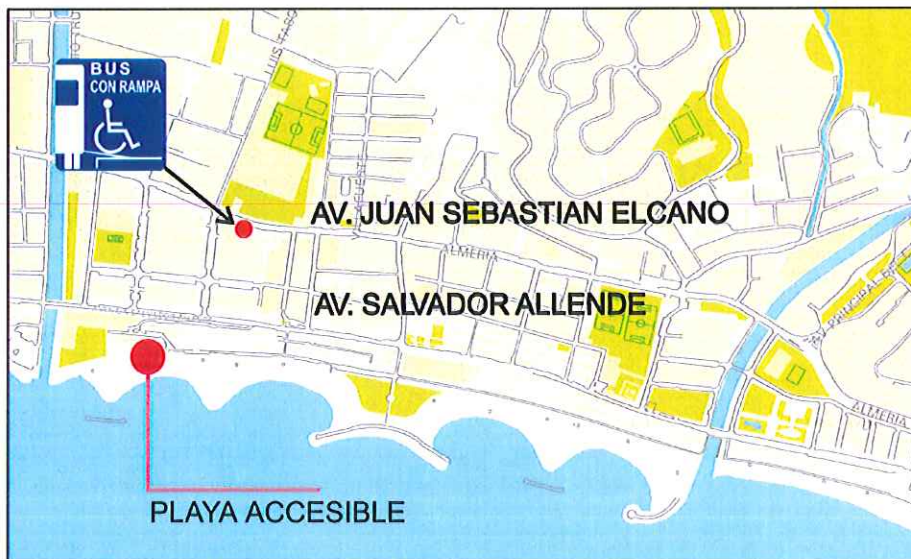 BUS
CON RAMPA
AV. JUAN SEBASTIAN ELCANO
ALMERIA
AV. SALVADOR ALLENDE
ALMERIA
PLAYA ACCESIBLE